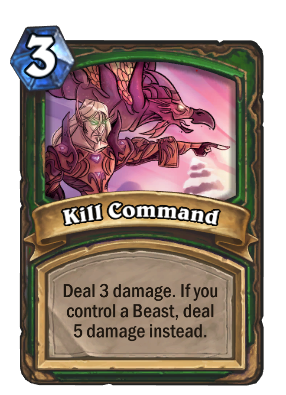 3
Kill Command
Deal 3 damage. If you
control a Beast, deal
5 damage instead.